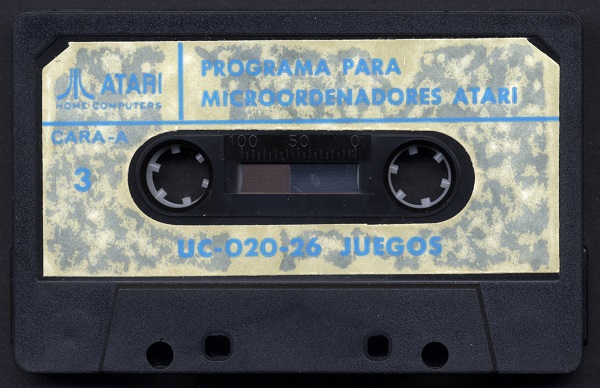 ATARI
HOME COMPUTERS
PROGRAMA PARA
MICROORDENADORES ATARI
CARA-A
3
100 50 0
UC-020-26 JUEGOS